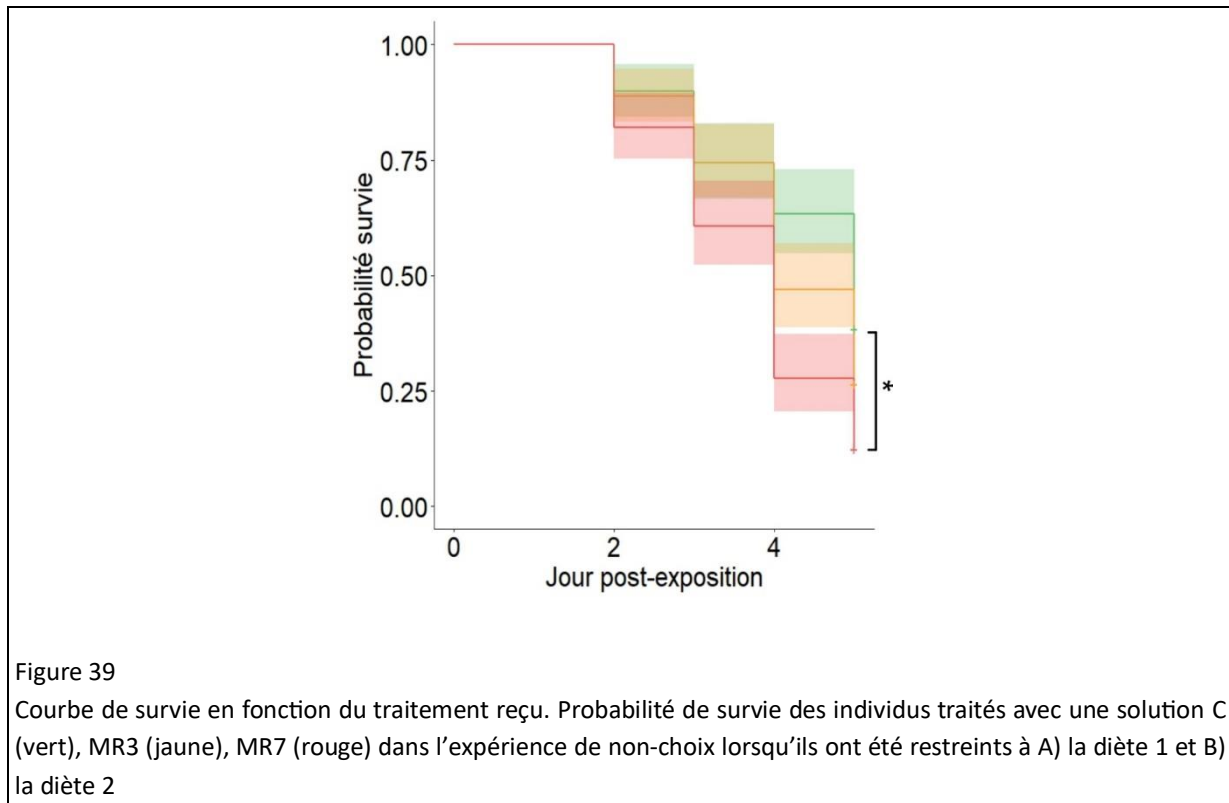 1.00
0.75
0.50
0.25
0.00
Probabilité survie
*
0 2 4
Jour post-exposition
Figure 39
Courbe de survie en fonction du traitement reçu. Probabilité de survie des individus traités avec une solution C
(vert), MR3 (jaune), MR7 (rouge) dans l’expérience de non-choix lorsqu’ils ont été restreints à A) la diète 1 et B)
la diète 2